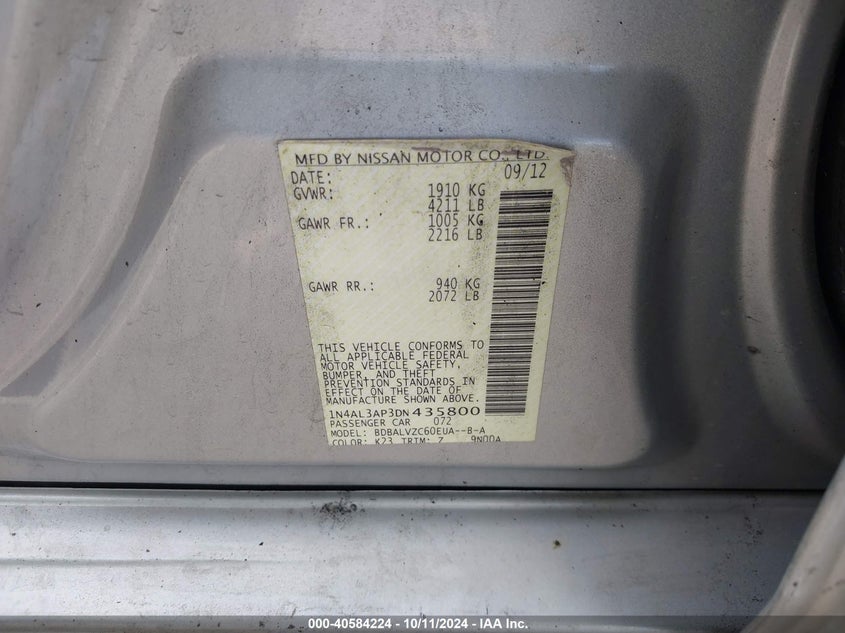 MFD BY NISSAN MOTOR CO., LTD.
DATE: 09/12
GVWR: 1910 KG
4211 LB
GAWR FR.: 1005 KG
2216 LB
GAWR RR.: 940 KG
2072 LB
THIS VEHICLE CONFORMS TO
ALL APPLICABLE FEDERAL
MOTOR VEHICLE SAFETY,
BUMPER, AND THEFT
PREVENTION STANDARDS IN
EFFECT ON THE DATE OF
MANUFACTURE SHOWN ABOVE.
1N4AL3AP3DN435800
PASSENGER CAR 072
MODEL: BDBALVZC60EUA--B-A
COLOR: K23 TRIM: Z 9N00A
000-40584224 - 10/11/2024 - © IAA, Inc.